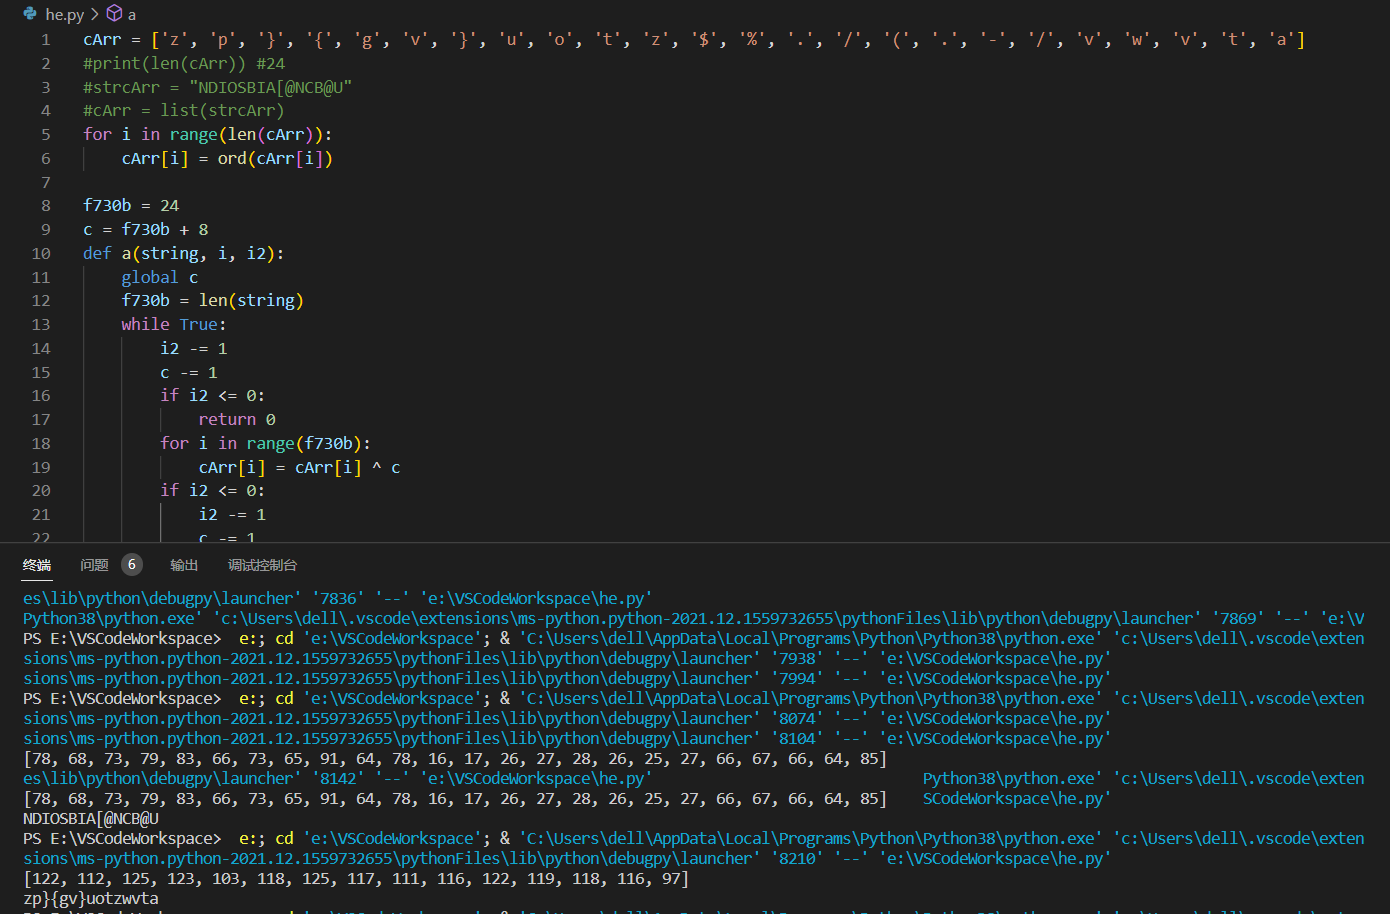 he.py > a
1 cArr = ['z', 'p', '}', '{', 'g', 'v', '}', 'u', 'o', 't', 'z', '$', '%', '.', '/', '(', '.', '-', '/', 'v', 'w', 'v', 't', 'a']
2 #print(len(cArr)) #24
3 #strcArr = "NDIOSBIA[@NCB@U"
4 #cArr = list(strcArr)
5 for i in range(len(cArr)):
6     cArr[i] = ord(cArr[i])
7
8 f730b = 24
9 c = f730b + 8
10 def a(string, i, i2):
11     global c
12     f730b = len(string)
13     while True:
14         i2 -= 1
15         c -= 1
16         if i2 <= 0:
17             return 0
18         for i in range(f730b):
19             cArr[i] = cArr[i] ^ c
20         if i2 <= 0:
21             i2 -= 1
22             c -= 1
终端 问题 6 输出 调试控制台
es\lib\python\debugpy\launcher' '7836' '--' 'e:\VSCodeWorkspace\he.py'
Python38\python.exe' 'c:\Users\dell\.vscode\extensions\ms-python.python-2021.12.1559732655\pythonFiles\lib\python\debugpy\launcher' '7869' '--' 'e:\V
PS E:\VSCodeWorkspace>  e:; cd 'e:\VSCodeWorkspace'; & 'C:\Users\dell\AppData\Local\Programs\Python\Python38\python.exe' 'c:\Users\dell\.vscode\exten
sions\ms-python.python-2021.12.1559732655\pythonFiles\lib\python\debugpy\launcher' '7938' '--' 'e:\VSCodeWorkspace\he.py'
sions\ms-python.python-2021.12.1559732655\pythonFiles\lib\python\debugpy\launcher' '7994' '--' 'e:\VSCodeWorkspace\he.py'
PS E:\VSCodeWorkspace>  e:; cd 'e:\VSCodeWorkspace'; & 'C:\Users\dell\AppData\Local\Programs\Python\Python38\python.exe' 'c:\Users\dell\.vscode\exten
sions\ms-python.python-2021.12.1559732655\pythonFiles\lib\python\debugpy\launcher' '8074' '--' 'e:\VSCodeWorkspace\he.py'
sions\ms-python.python-2021.12.1559732655\pythonFiles\lib\python\debugpy\launcher' '8104' '--' 'e:\VSCodeWorkspace\he.py'
[78, 68, 73, 79, 83, 66, 73, 65, 91, 64, 78, 16, 17, 26, 27, 28, 26, 25, 27, 66, 67, 66, 64, 85]
es\lib\python\debugpy\launcher' '8142' '--' 'e:\VSCodeWorkspace\he.py' Python38\python.exe' 'c:\Users\dell\.vscode\exten
[78, 68, 73, 79, 83, 66, 73, 65, 91, 64, 78, 16, 17, 26, 27, 28, 26, 25, 27, 66, 67, 66, 64, 85] SCodeWorkspace\he.py'
NDIOSBIA[@NCB@U
PS E:\VSCodeWorkspace>  e:; cd 'e:\VSCodeWorkspace'; & 'C:\Users\dell\AppData\Local\Programs\Python\Python38\python.exe' 'c:\Users\dell\.vscode\exten
sions\ms-python.python-2021.12.1559732655\pythonFiles\lib\python\debugpy\launcher' '8210' '--' 'e:\VSCodeWorkspace\he.py'
[122, 112, 125, 123, 103, 118, 125, 117, 111, 116, 122, 119, 118, 116, 97]
zp}{gv}uotzwvta